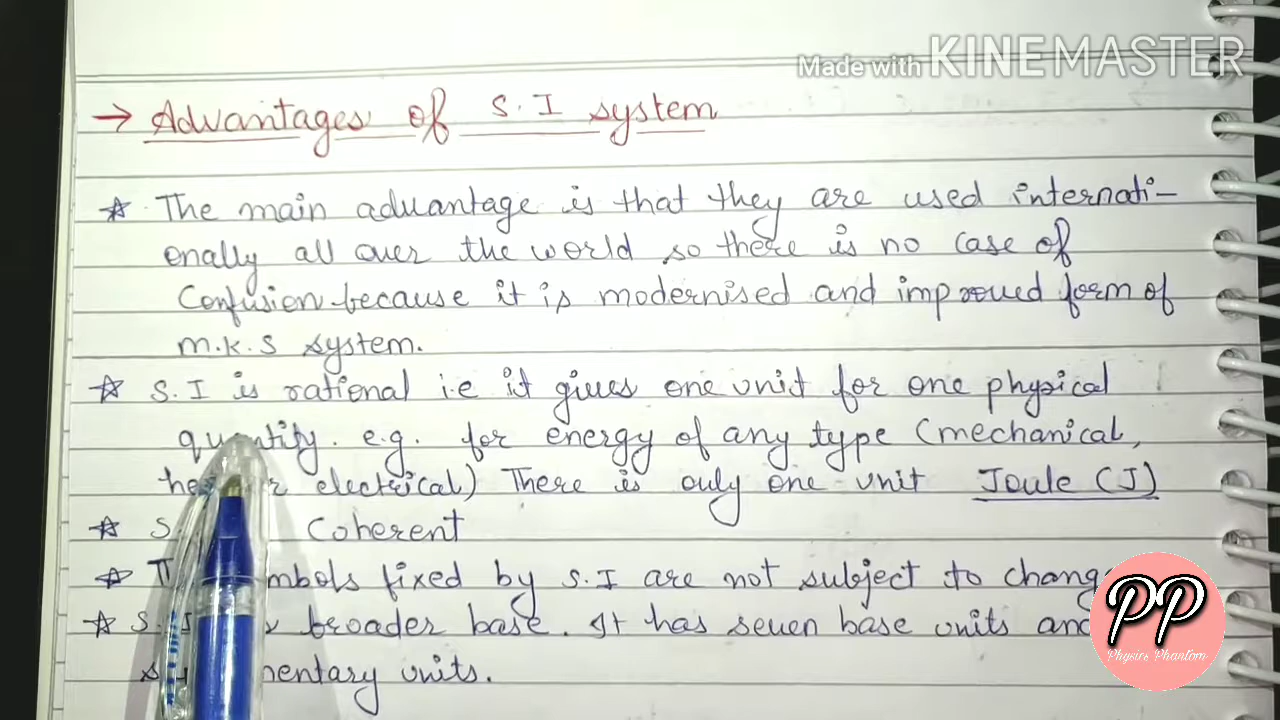 Made with KINEMASTER
→ Advantages of S.I system
☆ The main advantage is that they are used internati-
onally all over the world so there is no case of
Confusion because it is modernised and improved form of
M.K.S system.
☆ S.I is rational i.e it gives one unit for one physical
quantity. e.g. for energy of any type (mechanical,
electrical) There is only one unit Joule (J)
☆ Coherent
☆ fixed by S.I are not subject to
☆ broader base. It has seven base units and
units.
PP
Physics Phantom